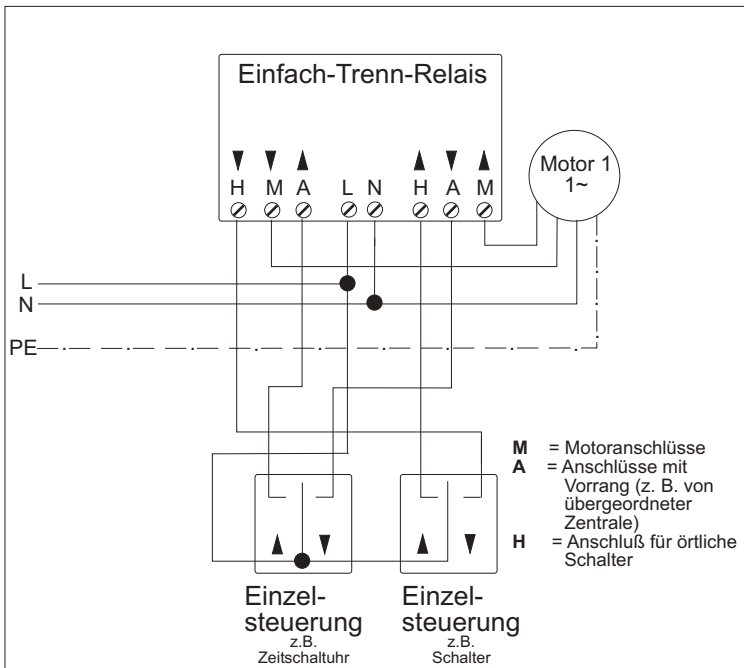 Einfach-Trenn-Relais
▼ ▼ ▲ ▲ ▼ ▲
H M A L N H A M
Motor 1
1~
L
N
PE
M = Motoranschlüsse
A = Anschlüsse mit
Vorrang (z. B. von
übergeordneter
Zentrale)
H = Anschluß für örtliche
Schalter
▲ ▼
▲ ▼
Einzel-
steuerung
z.B.
Zeitschaltuhr
Einzel-
steuerung
z.B.
Schalter